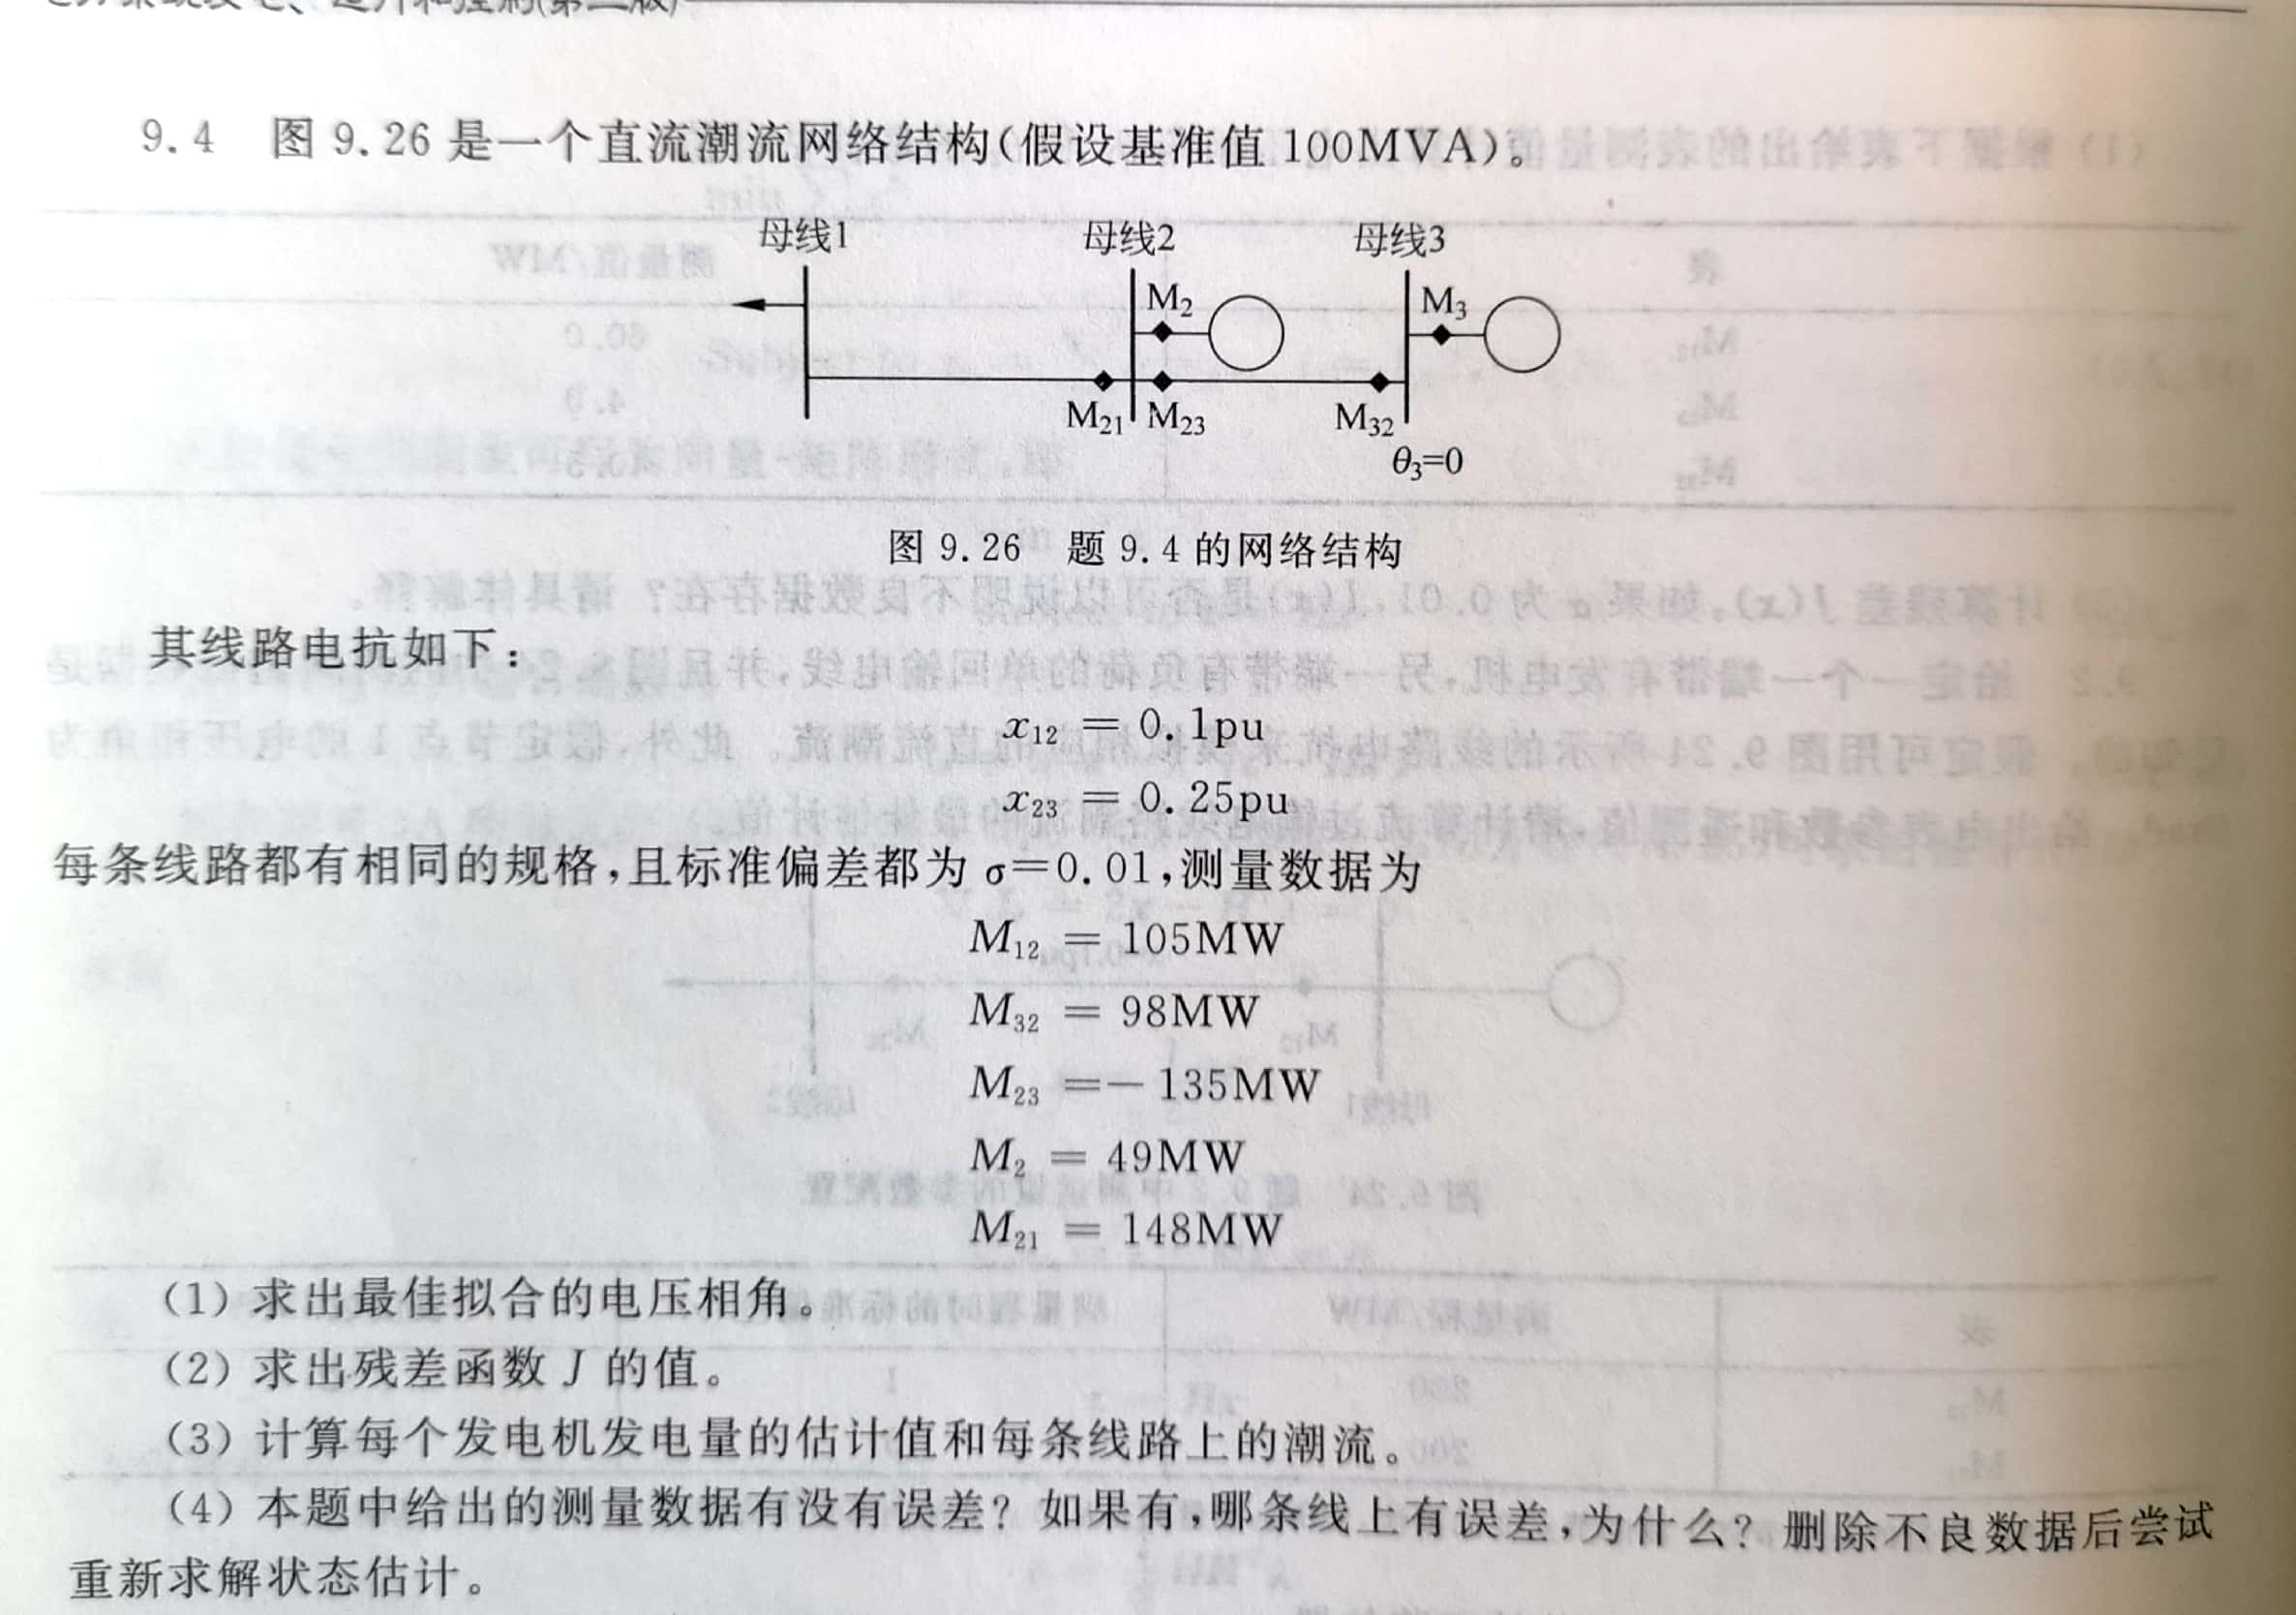 9.4 图 9.26 是一个直流潮流网络结构(假设基准值 100MVA)。
母线1 母线2 母线3
M₂ M₃
M₂₁ M₂₃ M₃₂
θ₃=0
图 9.26 题 9.4 的网络结构
其线路电抗如下:
x₁₂ = 0.1pu
x₂₃ = 0.25pu
每条线路都有相同的规格,且标准偏差都为 σ=0.01,测量数据为
M₁₂ = 105MW
M₃₂ = 98MW
M₂₃ =− 135MW
M₂ = 49MW
M₂₁ = 148MW
(1) 求出最佳拟合的电压相角。
(2) 求出残差函数 J 的值。
(3) 计算每个发电机发电量的估计值和每条线路上的潮流。
(4) 本题中给出的测量数据有没有误差? 如果有,哪条线上有误差,为什么? 删除不良数据后尝试
重新求解状态估计。